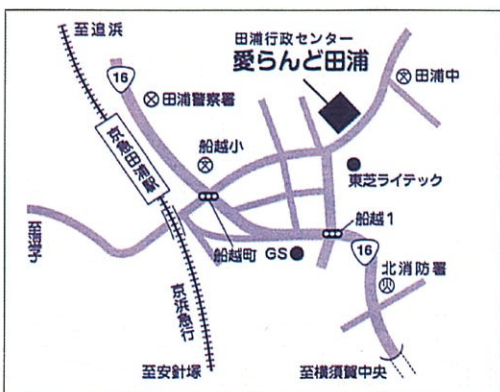 至追浜
16
田浦警察署
京急田浦駅
船越小
文
田浦行政センター
愛らんど田浦
文
田浦中
東芝ライテック
船越1
至逗子
船越町
GS
16
北消防署
京浜急行
至安針塚
至横須賀中央